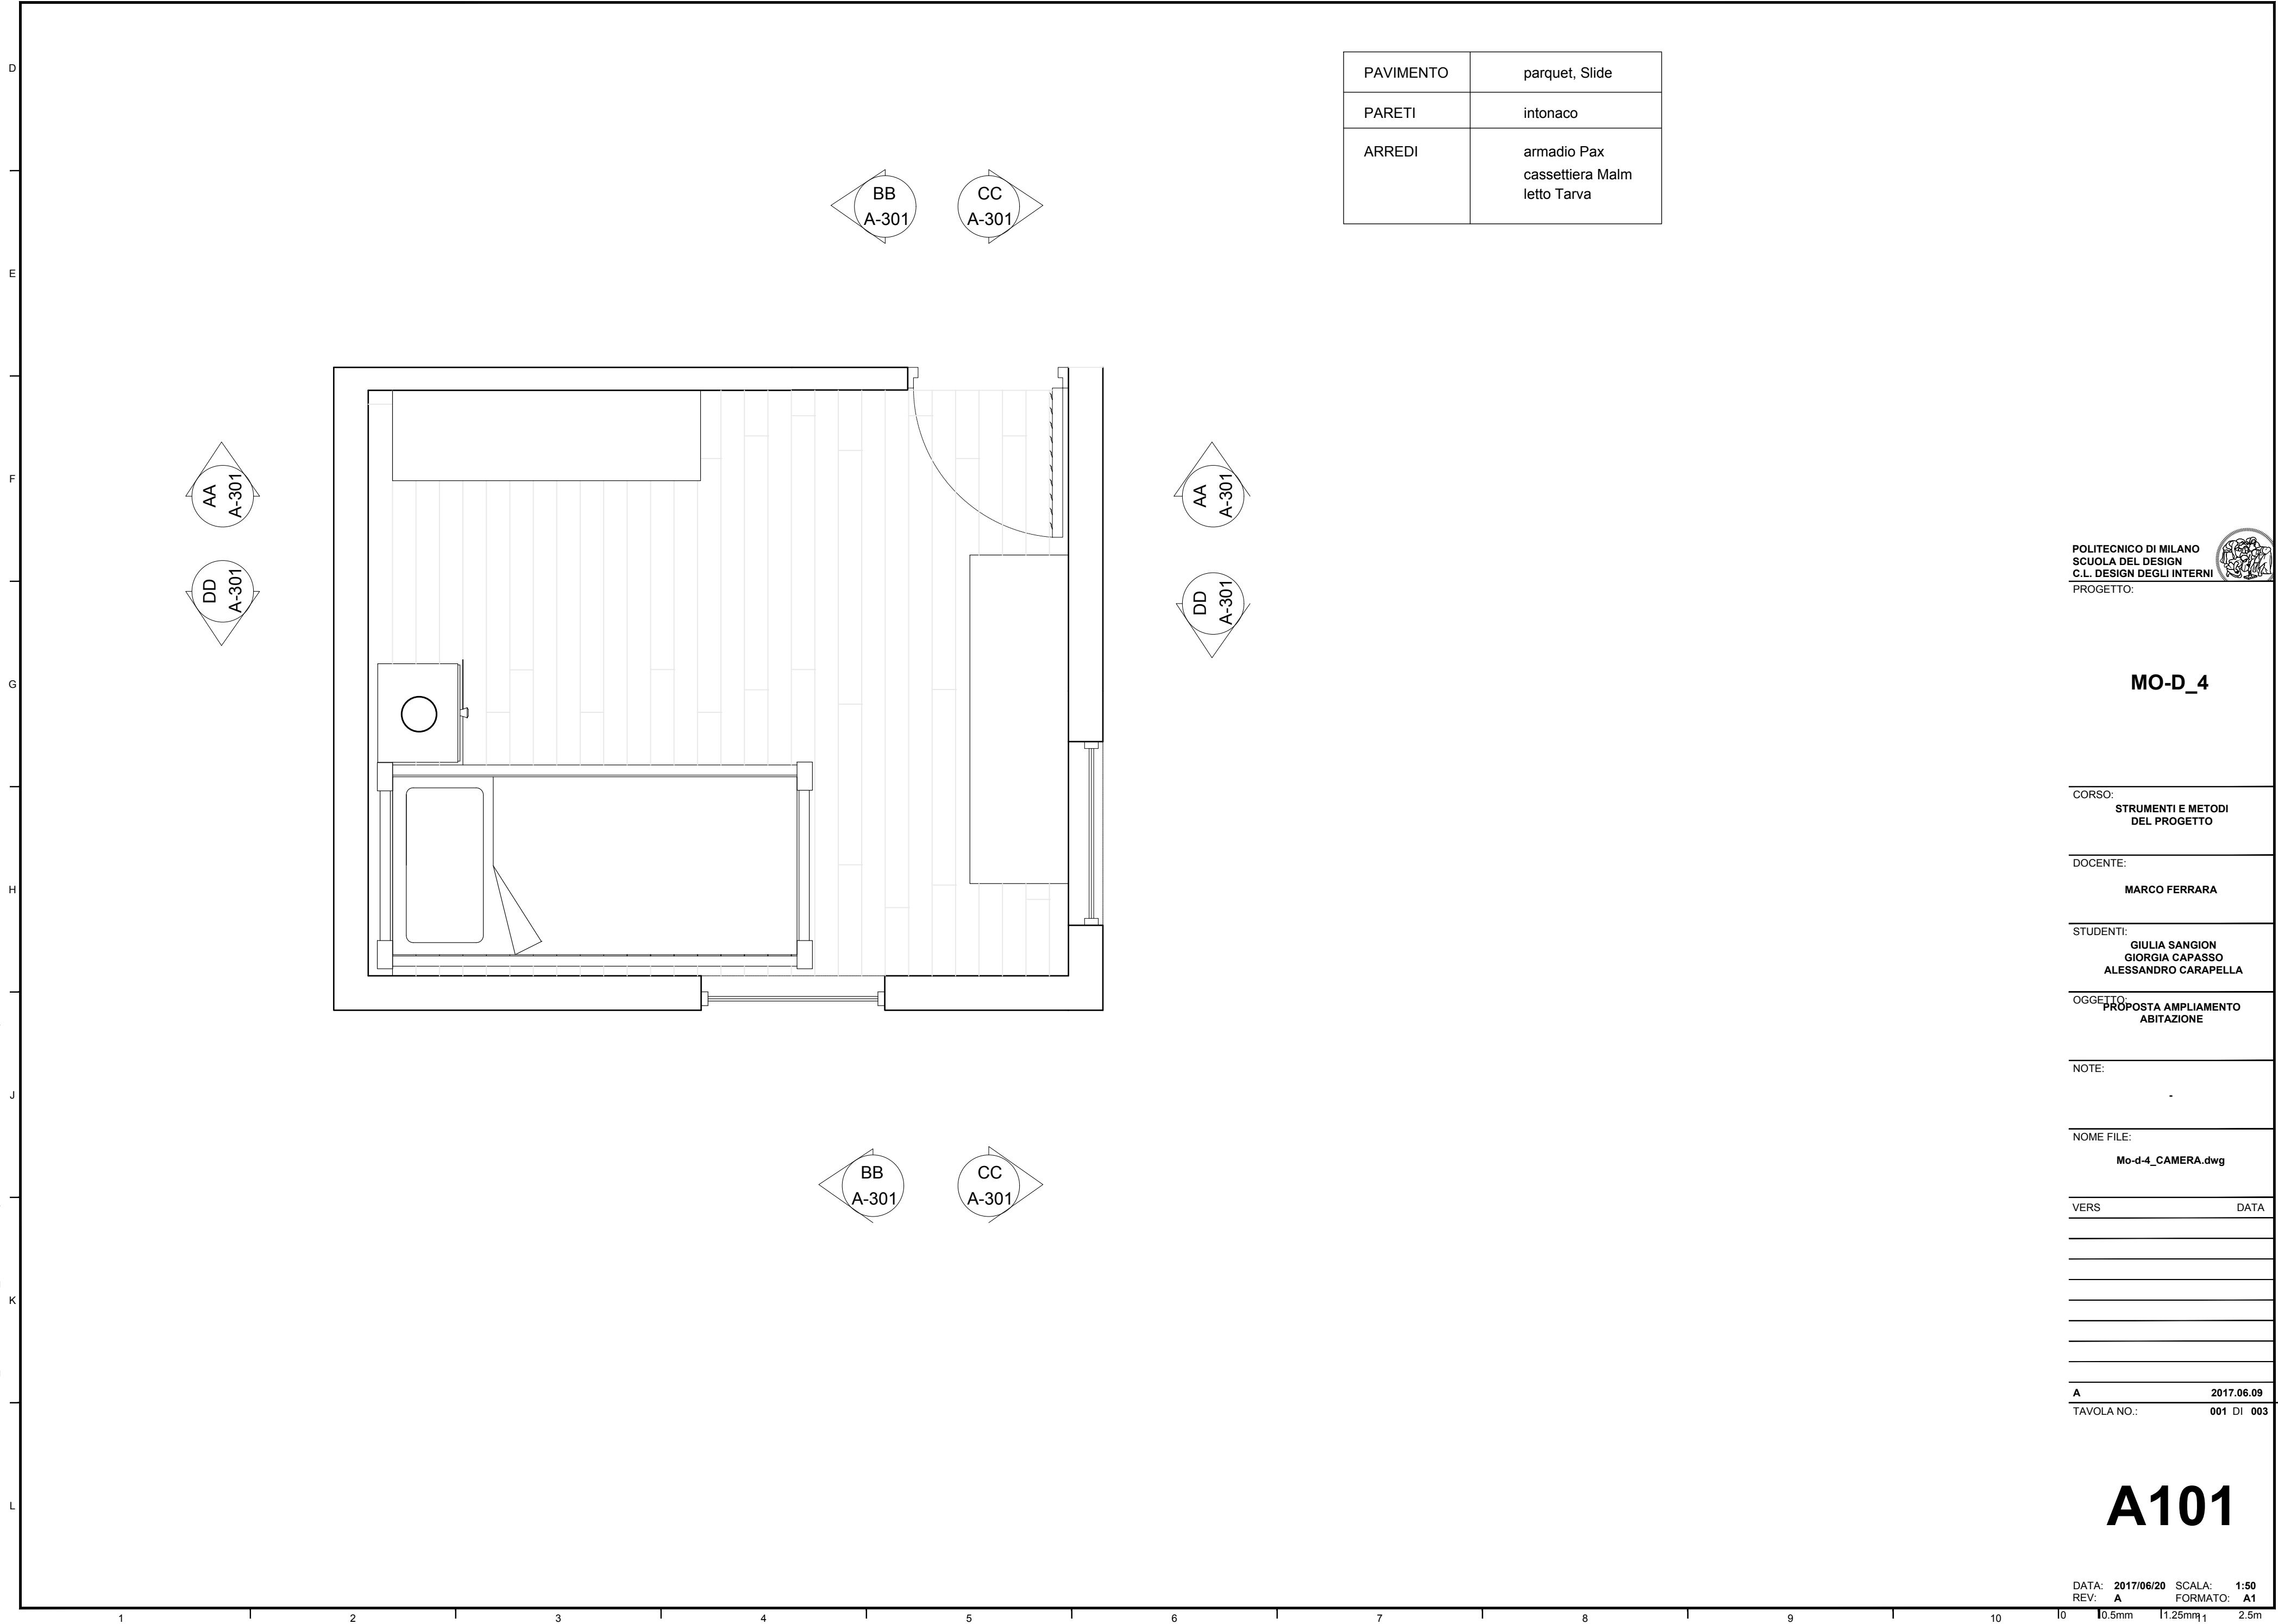 PAVIMENTO parquet, Slide
PARETI intonaco
ARREDI armadio Pax
cassettiera Malm
letto Tarva
BB
A-301
CC
A-301
AA
A-301
DD
A-301
AA
A-301
DD
A-301
BB
A-301
CC
A-301
D
E
F
G
H
J
K
L
1 2 3 4 5 6 7 8 9 10 11
POLITECNICO DI MILANO
SCUOLA DEL DESIGN
C.L. DESIGN DEGLI INTERNI
PROGETTO:
MO-D_4
CORSO:
STRUMENTI E METODI
DEL PROGETTO
DOCENTE:
MARCO FERRARA
STUDENTI:
GIULIA SANGION
GIORGIA CAPASSO
ALESSANDRO CARAPELLA
OGGETTO:
PROPOSTA AMPLIAMENTO
ABITAZIONE
NOTE:
-
NOME FILE:
Mo-d-4_CAMERA.dwg
VERS DATA
A 2017.06.09
TAVOLA NO.: 001 DI 003
A101
DATA: 2017/06/20 SCALA: 1:50
REV: A FORMATO: A1
0 0.5mm 1.25mm 2.5m